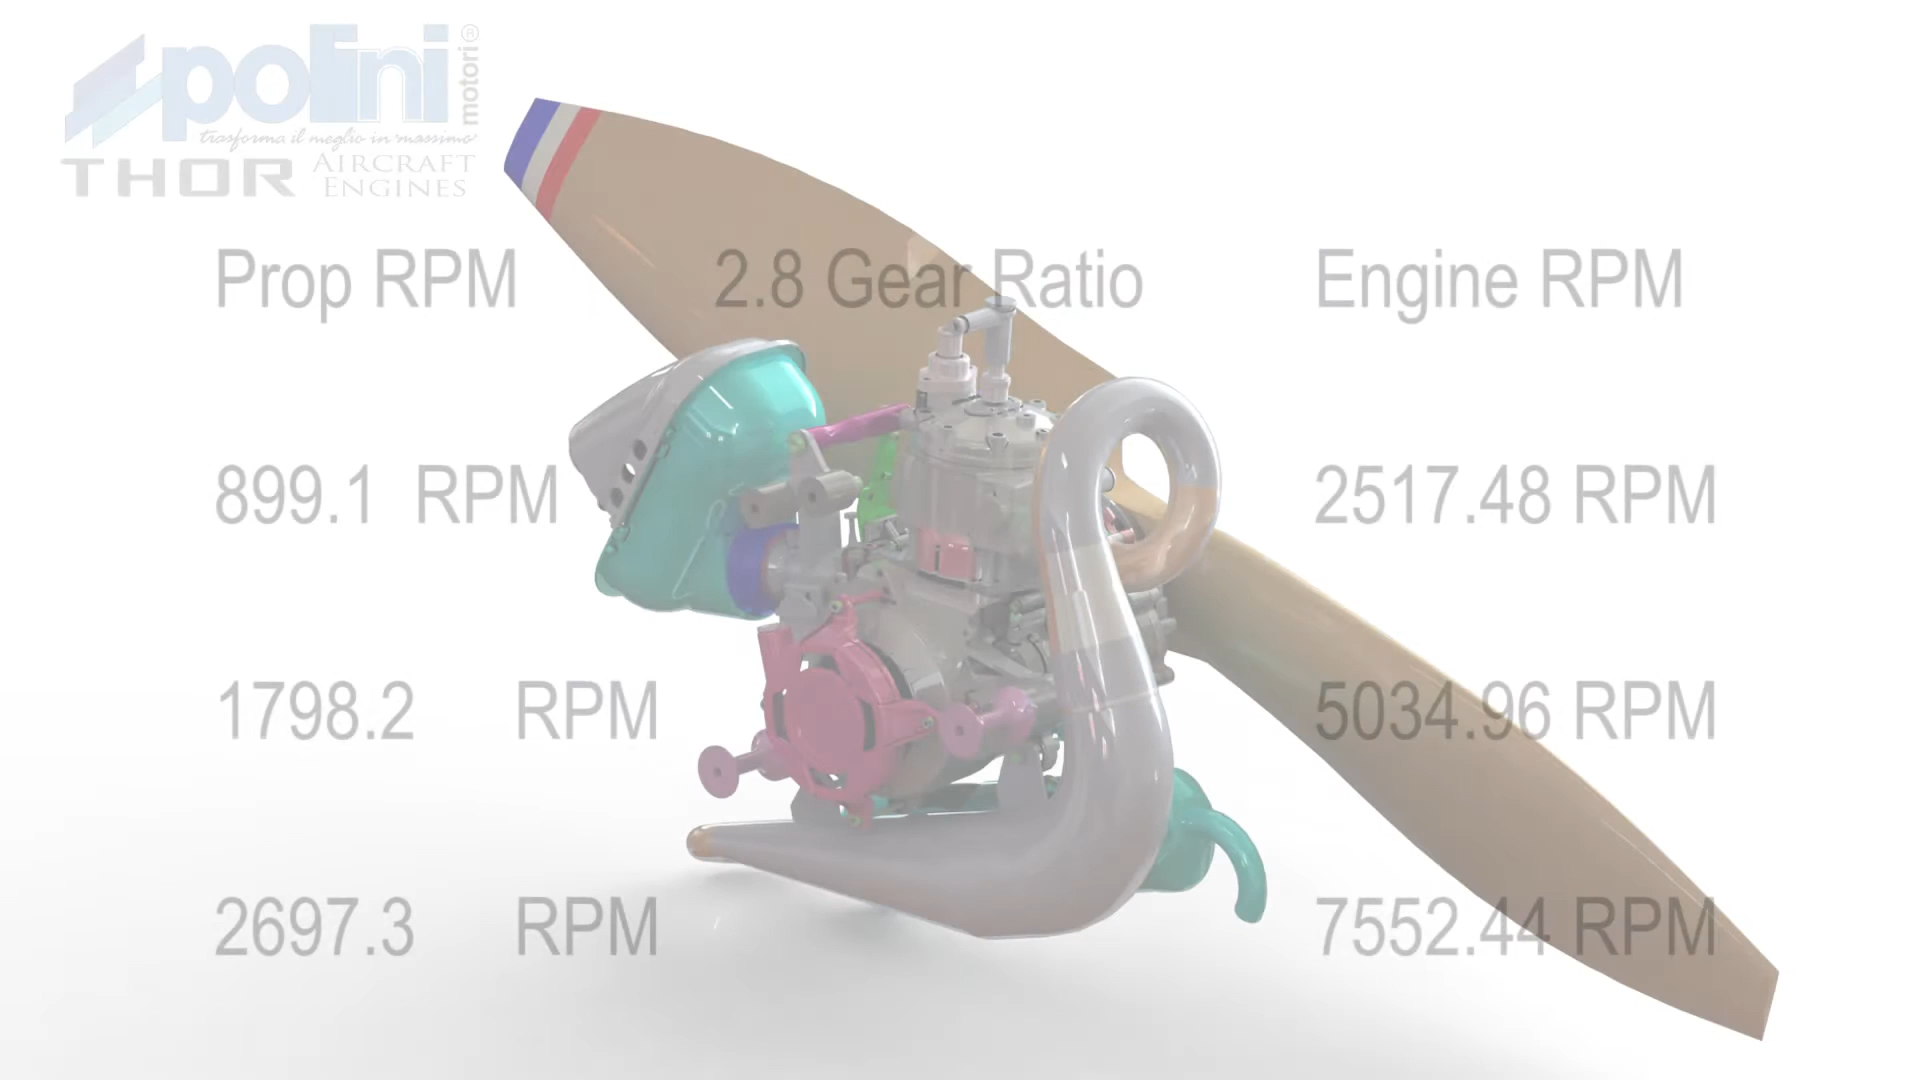 polini motori®
trasforma il meglio in massimo
THOR AIRCRAFT ENGINES
Prop RPM 2.8 Gear Ratio Engine RPM
899.1 RPM 2517.48 RPM
1798.2 RPM 5034.96 RPM
2697.3 RPM 7552.44 RPM